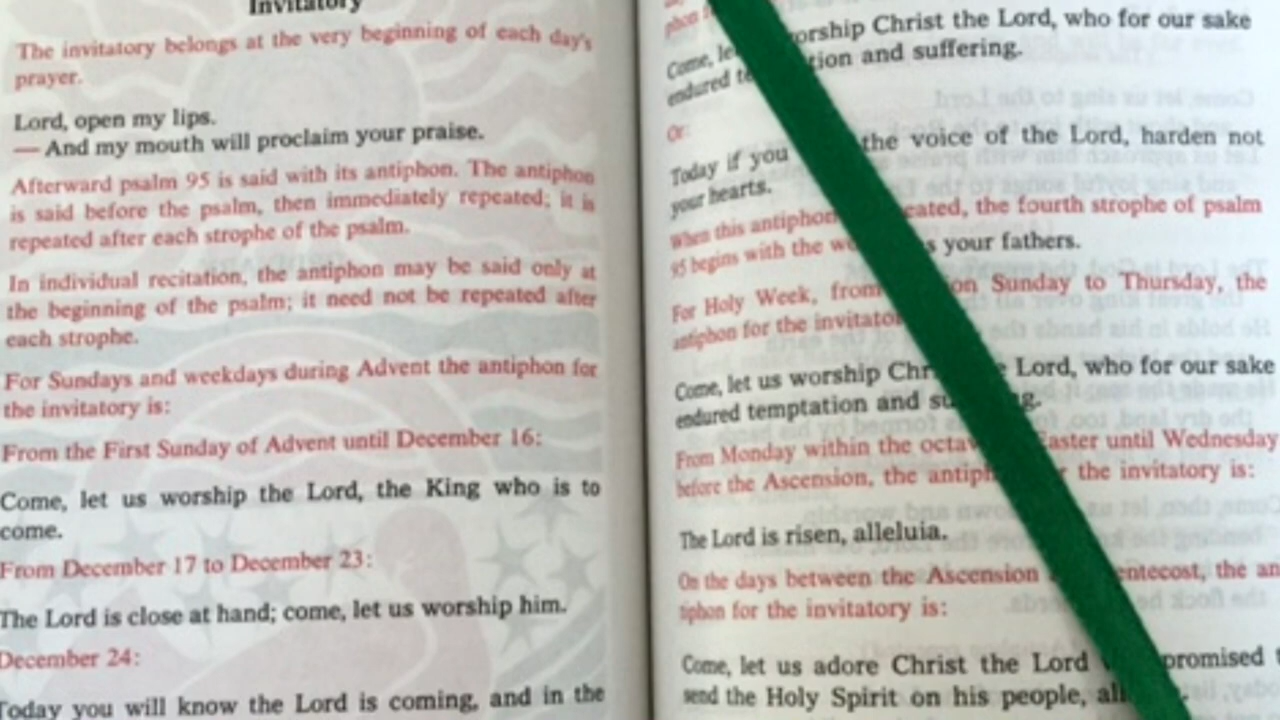 Invitatory
The invitatory belongs at the very beginning of each day's
prayer.
Lord, open my lips.
— And my mouth will proclaim your praise.
Afterward psalm 95 is said with its antiphon. The antiphon
is said before the psalm, then immediately repeated; it is
repeated after each strophe of the psalm.
In individual recitation, the antiphon may be said only at
the beginning of the psalm; it need not be repeated after
each strophe.
For Sundays and weekdays during Advent the antiphon for
the invitatory is:
From the First Sunday of Advent until December 16:
Come, let us worship the Lord, the King who is to
come.
From December 17 to December 23:
The Lord is close at hand; come, let us worship him.
December 24:
Today you will know the Lord is coming, and in the
Come, orship Christ the Lord, who for our sake
endured tion and suffering.
Or:
Today if you the voice of the Lord, harden not
your hearts.
When this antiphon eated, the fourth strophe of psalm
95 begins with the s your fathers.
For Holy Week, from on Sunday to Thursday, the
antiphon for the
Come, let us worship Lord, who for our sake
endured temptation and
From Monday within the Easter until Wednesday
before the Ascension, the the invitatory is:
The Lord is risen, alleluia.
On the days between the Ascension entecost, the an
tiphon for the invitatory is:
Come, let us adore Christ the Lord promised
send the Holy Spirit on his people,